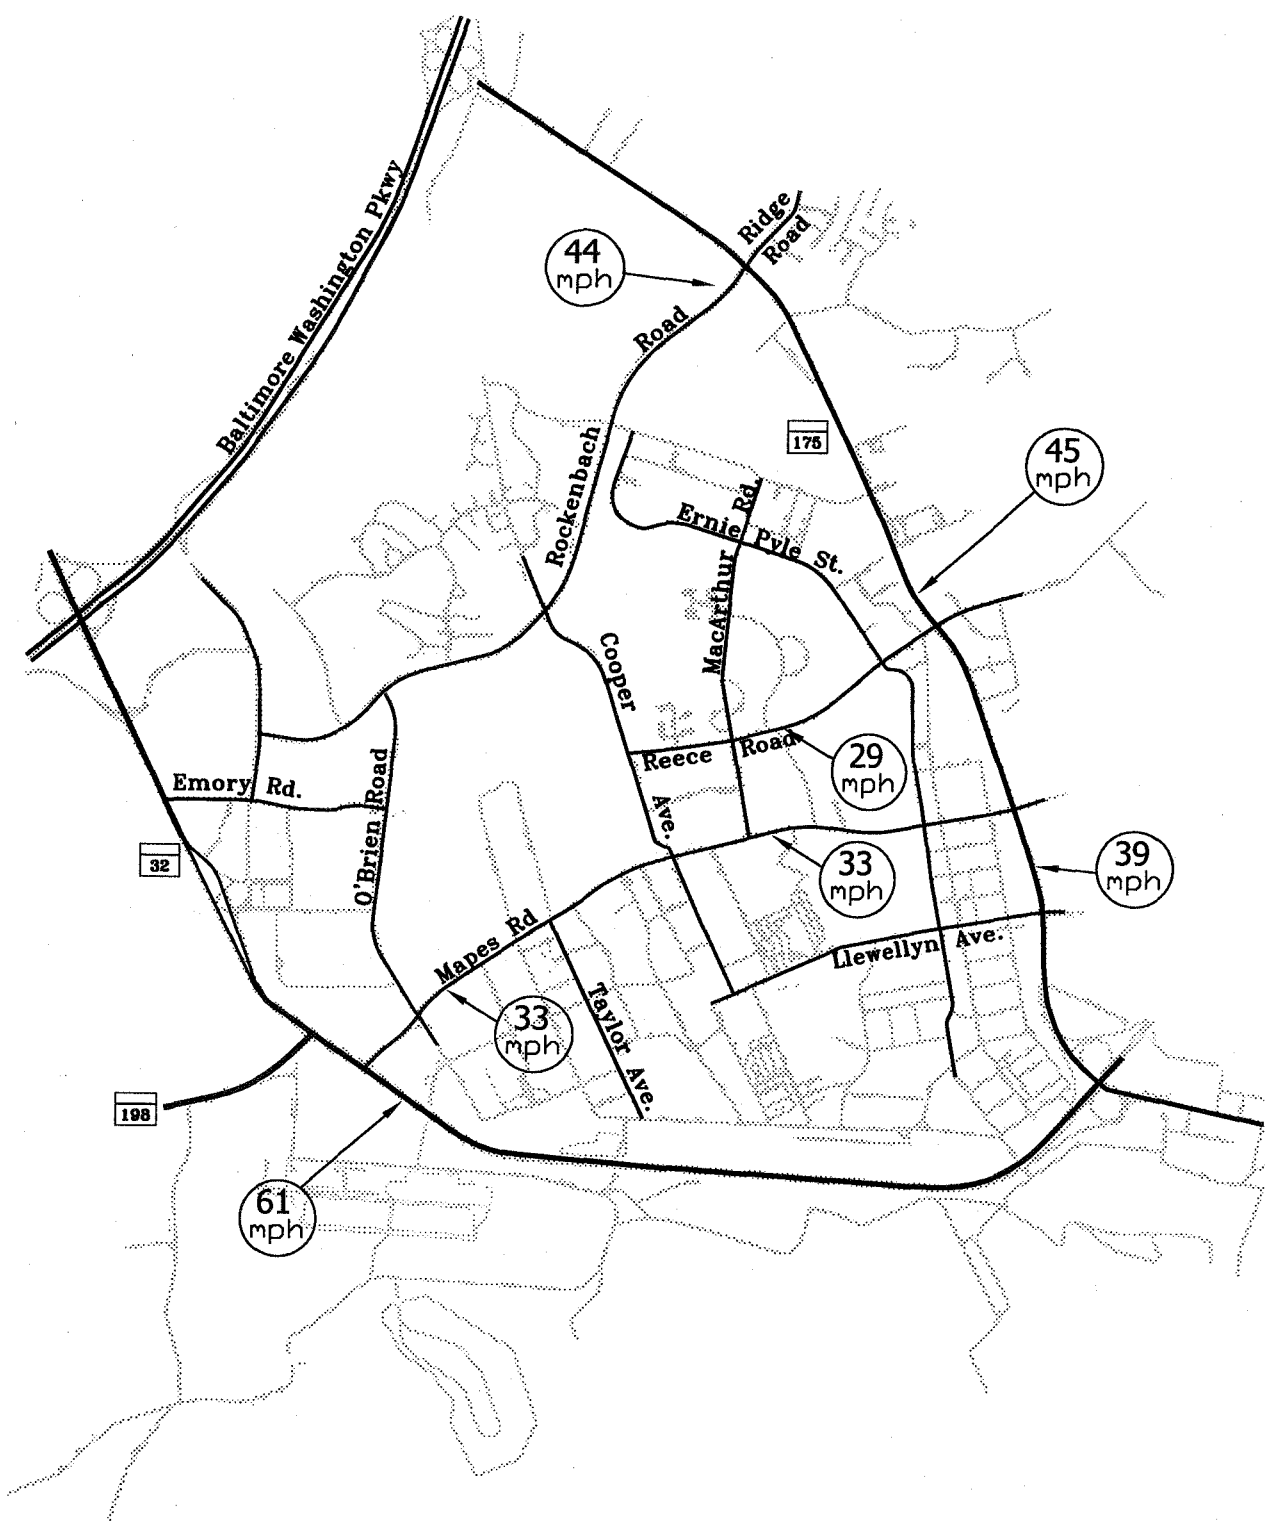 Baltimore Washington Pkwy
Ridge
Road
44
mph
Road
175
45
mph
Rockenbach
Rd.
Ernie Pyle St.
MacArthur
Cooper
Reece Road
29
mph
Emory Rd.
O'Brien Road
Ave.
32
33
mph
39
mph
Mapes Rd
Llewellyn Ave.
33
mph
Taylor Ave.
198
61
mph